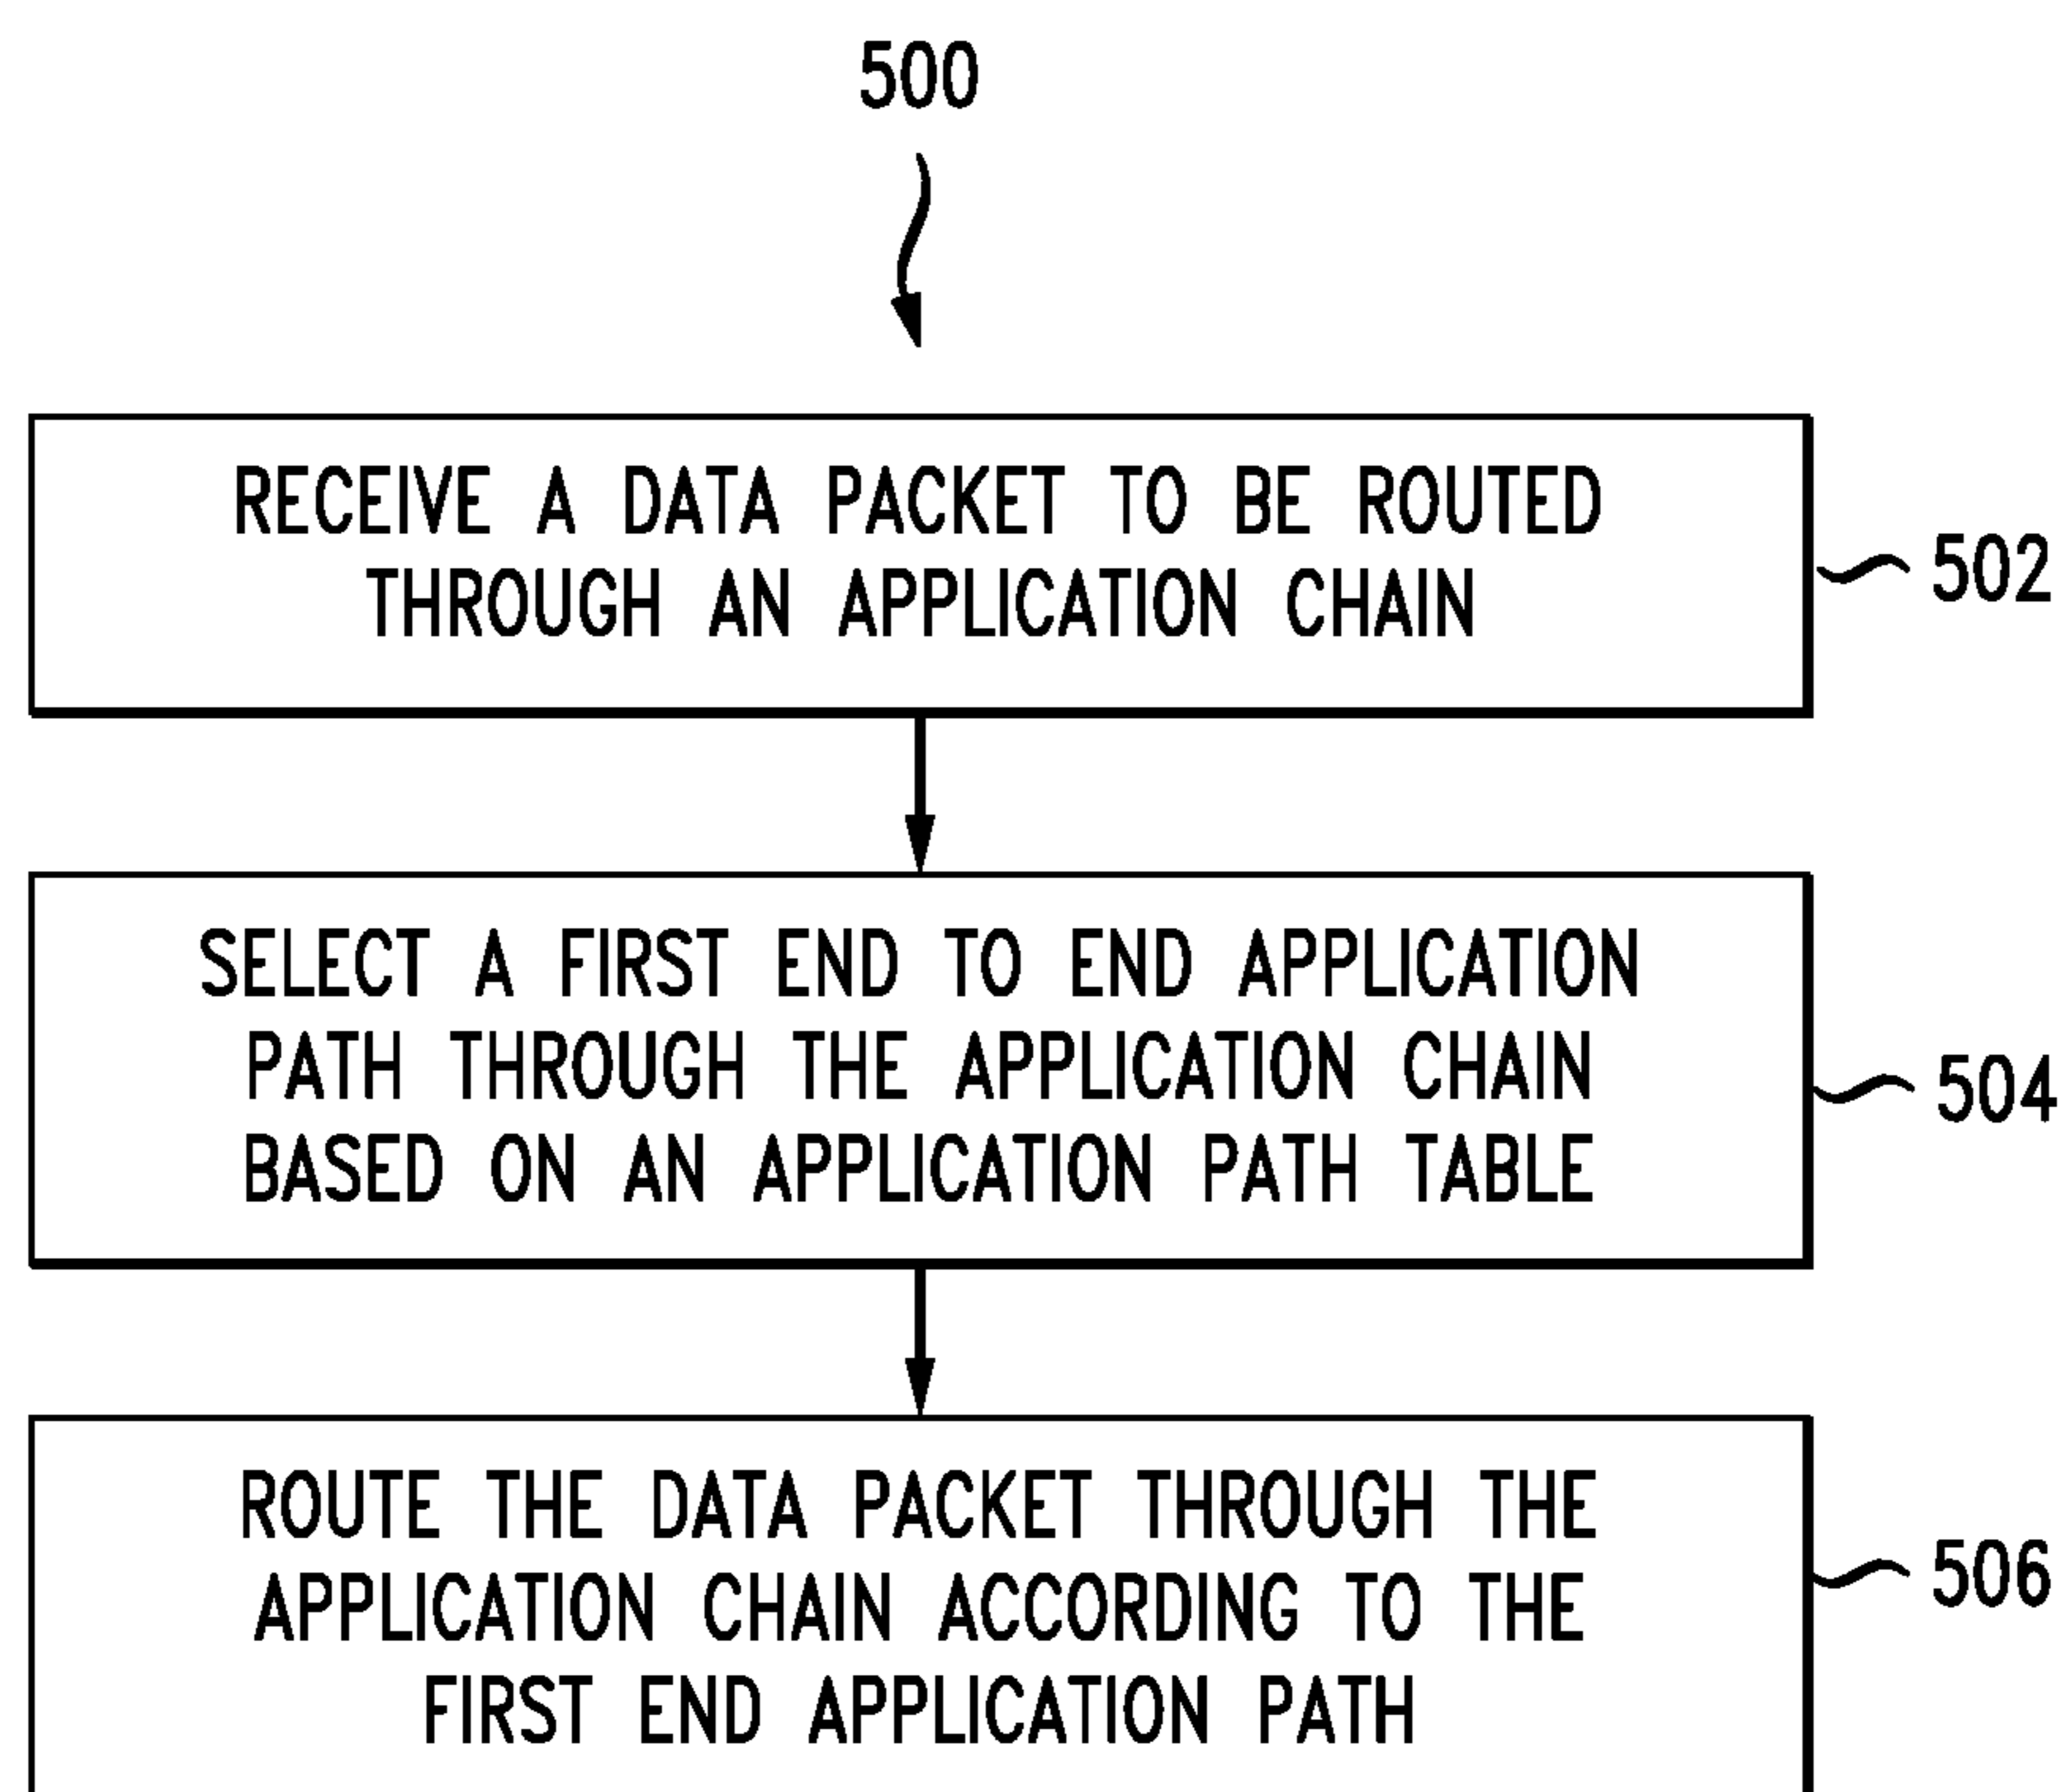 500
RECEIVE A DATA PACKET TO BE ROUTED
THROUGH AN APPLICATION CHAIN
502
SELECT A FIRST END TO END APPLICATION
PATH THROUGH THE APPLICATION CHAIN
BASED ON AN APPLICATION PATH TABLE
504
ROUTE THE DATA PACKET THROUGH THE
APPLICATION CHAIN ACCORDING TO THE
FIRST END APPLICATION PATH
506